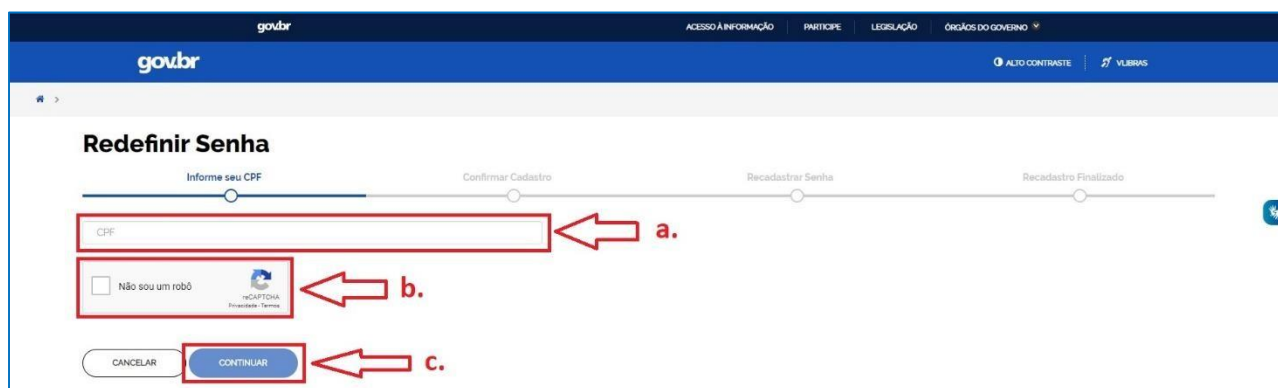 gov.br ACESSO À INFORMAÇÃO PARTICIPE LEGISLAÇÃO ÓRGÃOS DO GOVERNO
gov.br ALTO CONTRASTE VLIBRAS
>
Redefinir Senha
Informe seu CPF Confirmar Cadastro Recadastrar Senha Recadastro Finalizado
CPF a.
Não sou um robô b.
reCAPTCHA
Privacidade - Termos
CANCELAR CONTINUAR c.